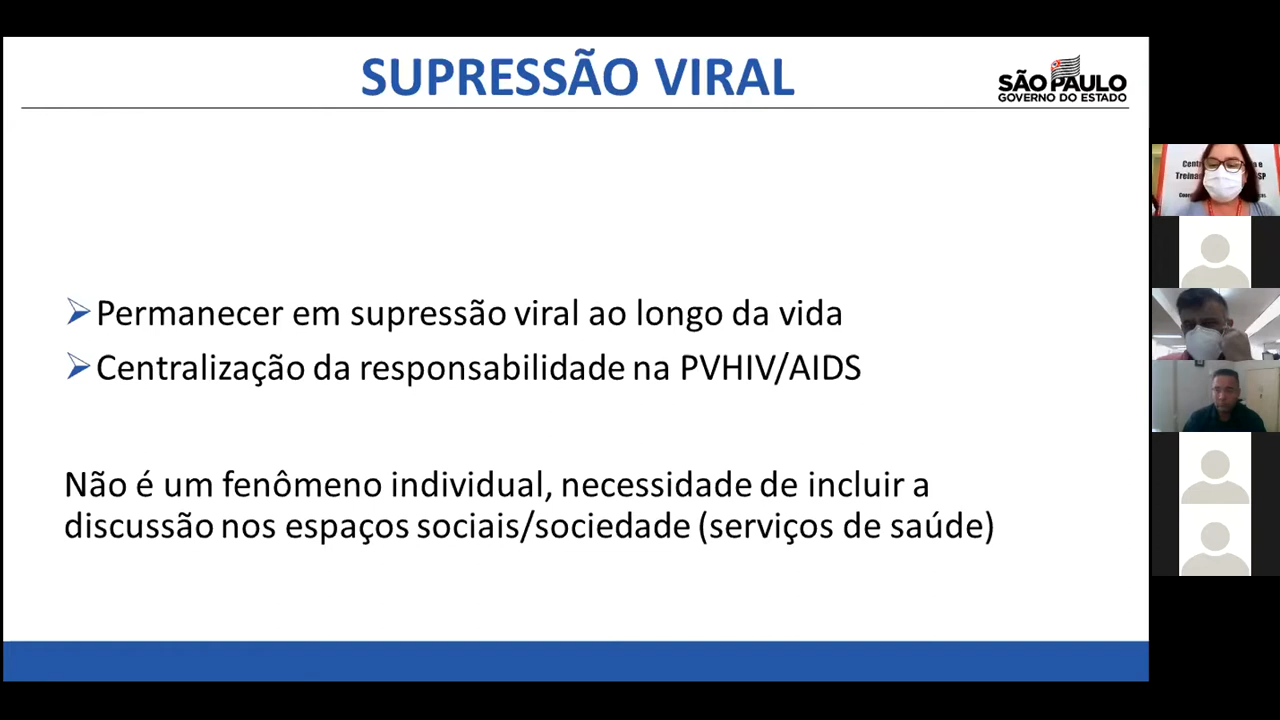 SUPRESSÃO VIRAL
SÃO PAULO
GOVERNO DO ESTADO
Permanecer em supressão viral ao longo da vida
Centralização da responsabilidade na PVHIV/AIDS
Não é um fenômeno individual, necessidade de incluir a
discussão nos espaços sociais/sociedade (serviços de saúde)